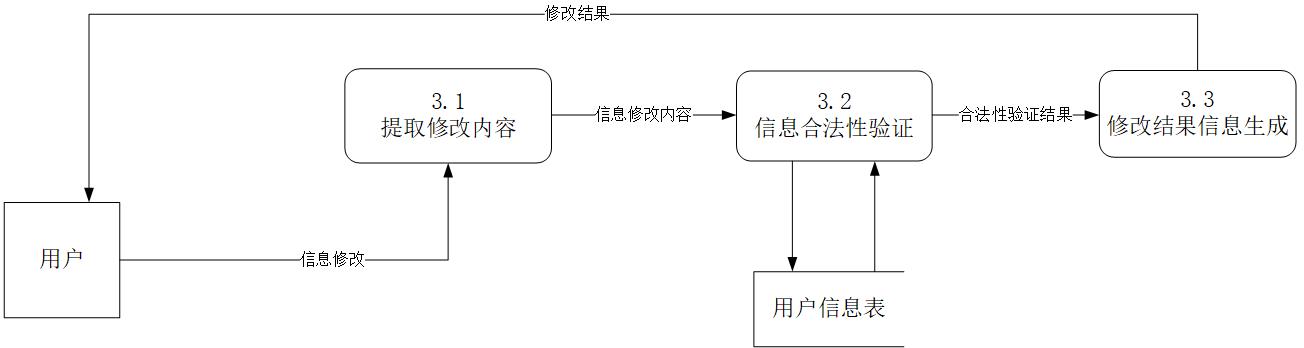 修改结果
3.1
提取修改内容
信息修改内容
3.2
信息合法性验证
合法性验证结果
3.3
修改结果信息生成
用户
信息修改
用户信息表